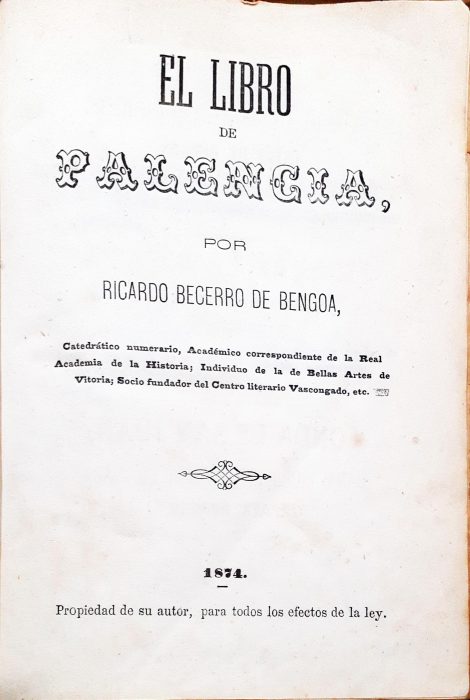 EL LIBRO
DE
PALENCIA,
POR
RICARDO BECERRO DE BENGOA,
Catedrático numerario, Académico correspondiente de la Real
Academia de la Historia; Individuo de la de Bellas Artes de
Vitoria; Socio fundador del Centro literario Vascongado, etc.
1874.
Propiedad de su autor, para todos los efectos de la ley.